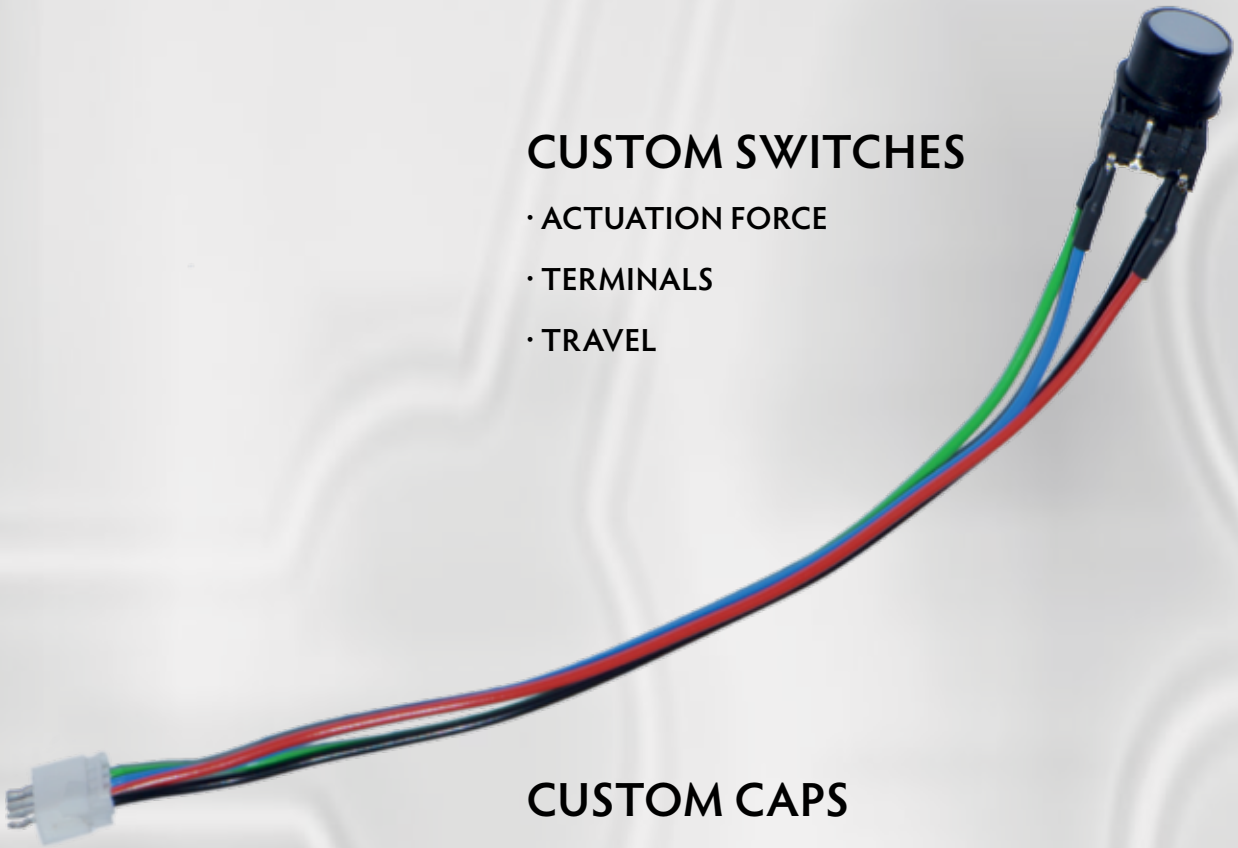 CUSTOM SWITCHES
· ACTUATION FORCE
· TERMINALS
· TRAVEL
CUSTOM CAPS